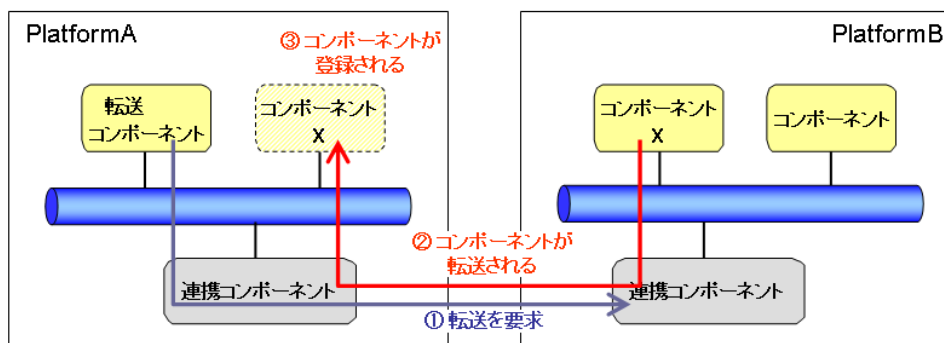 PlatformA
PlatformB
③コンポーネントが
登録される
転送
コンポーネント
コンポーネント
X
コンポーネント
X
コンポーネント
②コンポーネントが
転送される
連携コンポーネント
連携コンポーネント
①転送を要求